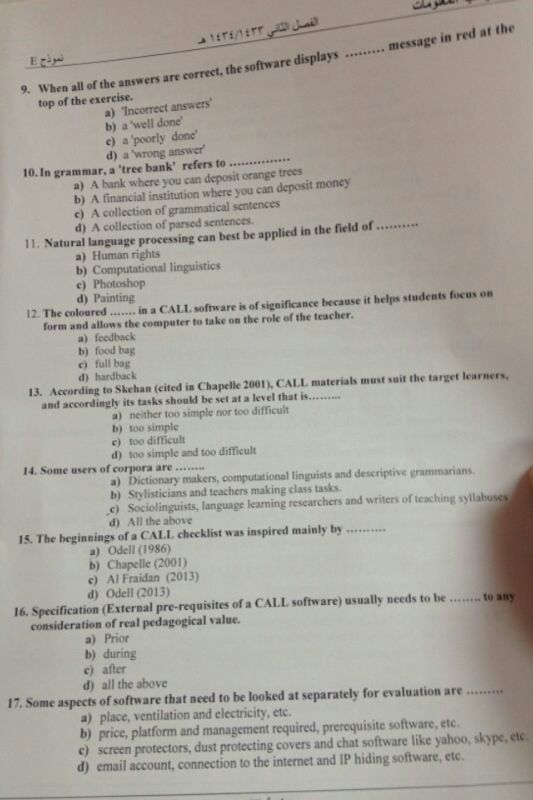 المعلومات
الفصل الثاني ١٤٣٤/١٤٣٣ هـ
نموذج E
9. When all of the answers are correct, the software displays ......... message in red at the
top of the exercise.
a) 'Incorrect answers'
b) a 'well done'
c) a 'poorly done'
d) a 'wrong answer'
10. In grammar, a 'tree bank' refers to ...............
a) A bank where you can deposit orange trees
b) A financial institution where you can deposit money
c) A collection of grammatical sentences
d) A collection of parsed sentences.
11. Natural language processing can best be applied in the field of ..........
a) Human rights
b) Computational linguistics
c) Photoshop
d) Painting
12. The coloured ....... in a CALL software is of significance because it helps students focus on
form and allows the computer to take on the role of the teacher.
a) feedback
b) food bag
c) full bag
d) hardback
13. According to Skehan (cited in Chapelle 2001), CALL materials must suit the target learners,
and accordingly its tasks should be set at a level that is.........
a) neither too simple nor too difficult
b) too simple
c) too difficult
d) too simple and too difficult
14. Some users of corpora are ........
a) Dictionary makers, computational linguists and descriptive grammarians.
b) Stylisticians and teachers making class tasks.
c) Sociolinguists, language learning researchers and writers of teaching syllabuses
d) All the above
15. The beginnings of a CALL checklist was inspired mainly by ..........
a) Odell (1986)
b) Chapelle (2001)
c) Al Fraidan (2013)
d) Odell (2013)
16. Specification (External pre-requisites of a CALL software) usually needs to be ........ to any
consideration of real pedagogical value.
a) Prior
b) during
c) after
d) all the above
17. Some aspects of software that need to be looked at separately for evaluation are .........
a) place, ventilation and electricity, etc.
b) price, platform and management required, prerequisite software, etc.
c) screen protectors, dust protecting covers and chat software like yahoo, skype, etc.
d) email account, connection to the internet and IP hiding software, etc.